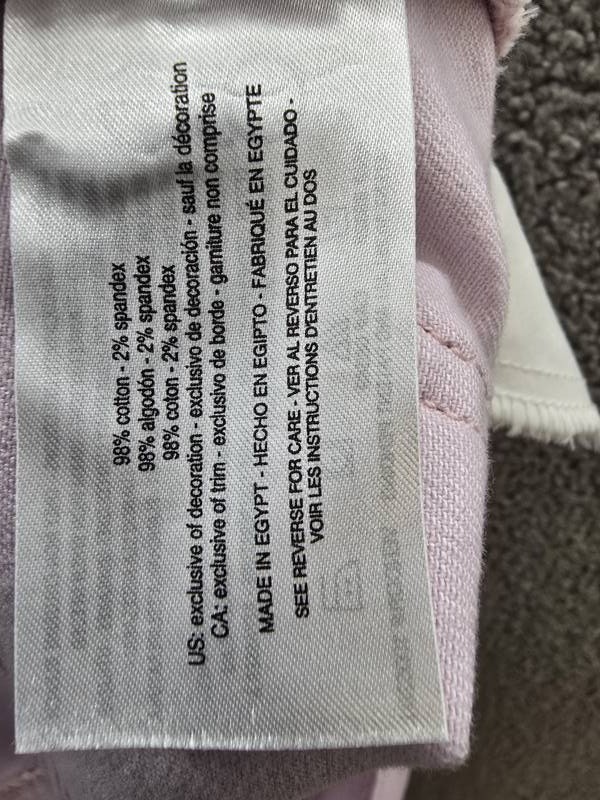 98% cotton - 2% spandex
98% algodón - 2% spandex
98% coton - 2% spandex
US: exclusive of decoration - exclusivo de decoración - sauf la décoration
CA: exclusive of trim - exclusivo de borde - garniture non comprise
MADE IN EGYPT - HECHO EN EGIPTO - FABRIQUÉ EN EGYPTE
SEE REVERSE FOR CARE - VER AL REVERSO PARA EL CUIDADO -
VOIR LES INSTRUCTIONS D'ENTRETIEN AU DOS